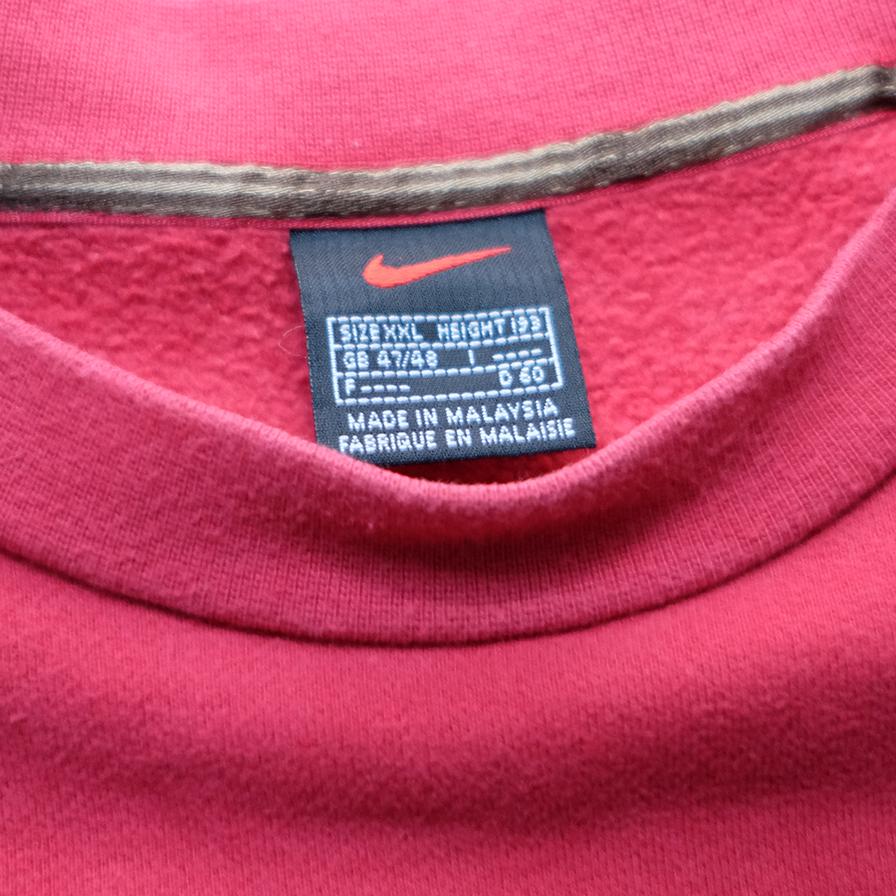 SIZE XXL HEIGHT 193
GB 47/48 I ----
F ---- D 60
MADE IN MALAYSIA
FABRIQUE EN MALAISIE